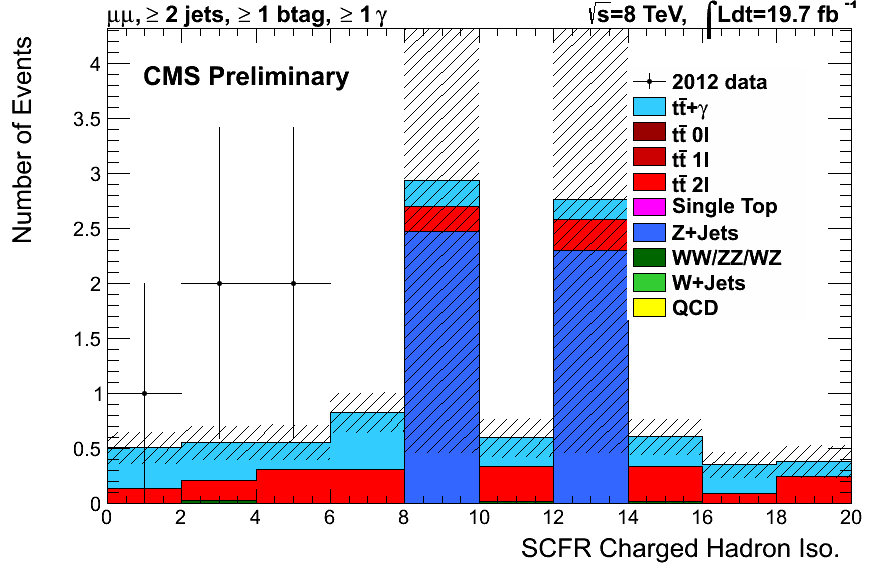 μμ, ≥ 2 jets, ≥ 1 btag, ≥ 1 γ
√s=8 TeV, ∫Ldt=19.7 fb⁻¹
CMS Preliminary
Number of Events
4
3.5
3
2.5
2
1.5
1
0.5
0
2012 data
tt̄+γ
tt̄ 0l
tt̄ 1l
tt̄ 2l
Single Top
Z+Jets
WW/ZZ/WZ
W+Jets
QCD
0 2 4 6 8 10 12 14 16 18 20
SCFR Charged Hadron Iso.